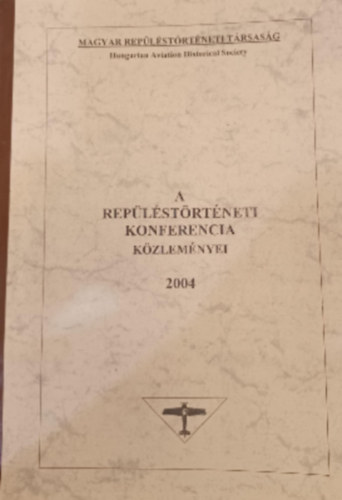 MAGYAR REPÜLÉSTÖRTÉNETI TÁRSASÁG
Hungarian Aviation Historical Society
A
REPÜLÉSTÖRTÉNETI
KONFERENCIA
KÖZLEMÉNYEI
2004